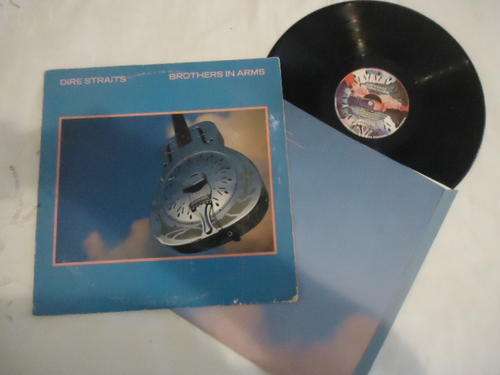 DIRE STRAITS
BROTHERS IN ARMS